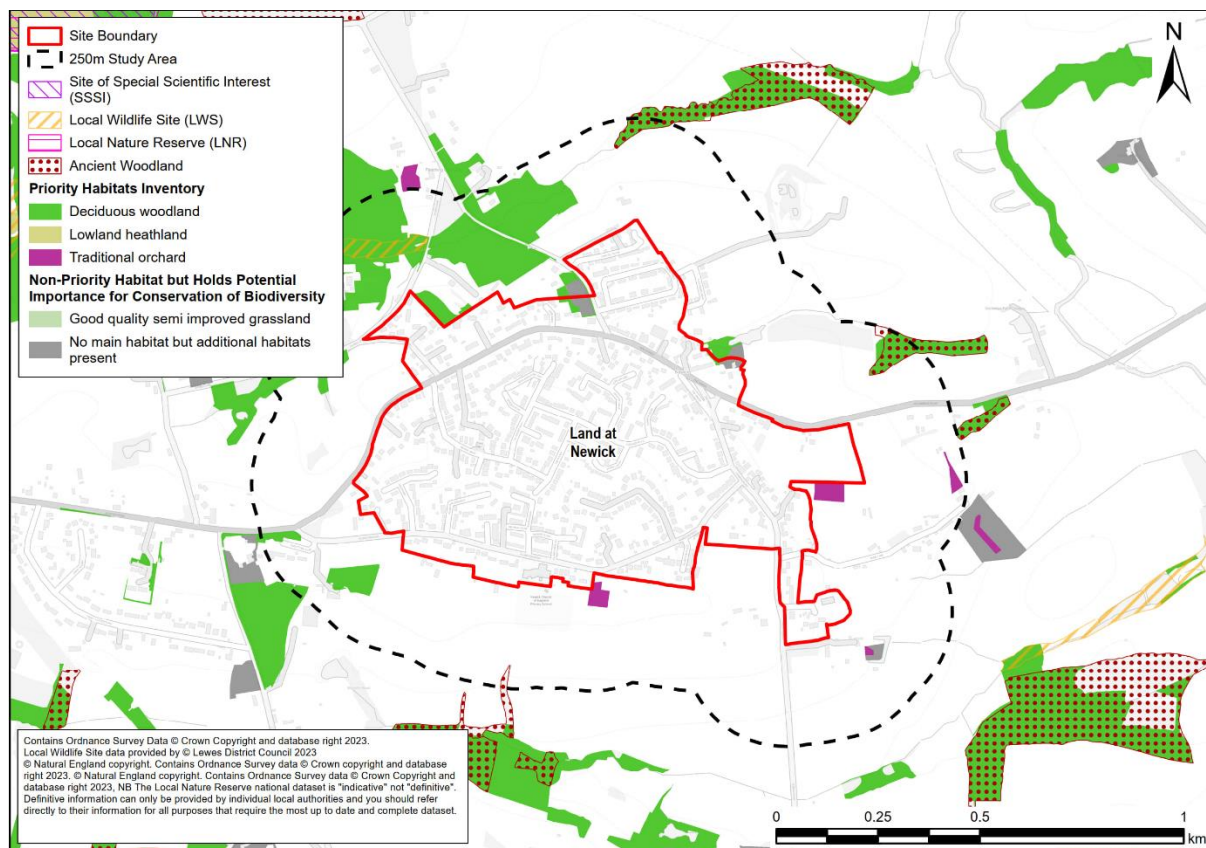 Site Boundary
250m Study Area
Site of Special Scientific Interest
(SSSI)
Local Wildlife Site (LWS)
Local Nature Reserve (LNR)
Ancient Woodland
Priority Habitats Inventory
Deciduous woodland
Lowland heathland
Traditional orchard
Non-Priority Habitat but Holds Potential
Importance for Conservation of Biodiversity
Good quality semi improved grassland
No main habitat but additional habitats
present
N
Land at
Newick
Contains Ordnance Survey Data © Crown Copyright and database right 2023.
Local Wildlife Site data provided by © Lewes District Council 2023
© Natural England copyright. Contains Ordnance Survey data © Crown copyright and database
right 2023. © Natural England copyright. Contains Ordnance Survey data © Crown Copyright and
database right 2023, NB The Local Nature Reserve national dataset is "indicative" not "definitive".
Definitive information can only be provided by individual local authorities and you should refer
directly to their information for all purposes that require the most up to date and complete dataset.
0 0.25 0.5 1
km